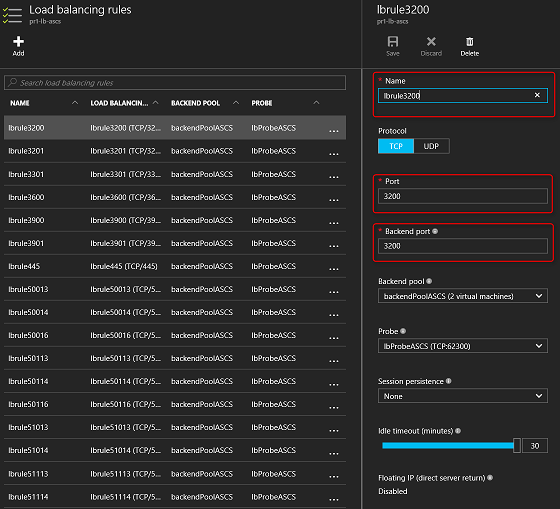 Load balancing rules
pr1-lb-ascs
Add
Search load balancing rules
NAME LOAD BALANCIN... BACKEND POOL PROBE
lbrule3200 lbrule3200 (TCP/32... backendPoolASCS lbProbeASCS ...
lbrule3201 lbrule3201 (TCP/32... backendPoolASCS lbProbeASCS ...
lbrule3301 lbrule3301 (TCP/33... backendPoolASCS lbProbeASCS ...
lbrule3600 lbrule3600 (TCP/36... backendPoolASCS lbProbeASCS ...
lbrule3900 lbrule3900 (TCP/39... backendPoolASCS lbProbeASCS ...
lbrule3901 lbrule3901 (TCP/39... backendPoolASCS lbProbeASCS ...
lbrule445 lbrule445 (TCP/445) backendPoolASCS lbProbeASCS ...
lbrule50013 lbrule50013 (TCP/5... backendPoolASCS lbProbeASCS ...
lbrule50014 lbrule50014 (TCP/5... backendPoolASCS lbProbeASCS ...
lbrule50016 lbrule50016 (TCP/5... backendPoolASCS lbProbeASCS ...
lbrule50113 lbrule50113 (TCP/5... backendPoolASCS lbProbeASCS ...
lbrule50114 lbrule50114 (TCP/5... backendPoolASCS lbProbeASCS ...
lbrule50116 lbrule50116 (TCP/5... backendPoolASCS lbProbeASCS ...
lbrule51013 lbrule51013 (TCP/5... backendPoolASCS lbProbeASCS ...
lbrule51014 lbrule51014 (TCP/5... backendPoolASCS lbProbeASCS ...
lbrule51113 lbrule51113 (TCP/5... backendPoolASCS lbProbeASCS ...
lbrule51114 lbrule51114 (TCP/5... backendPoolASCS lbProbeASCS ...
lbrule3200
pr1-lb-ascs
Save Discard Delete
* Name
lbrule3200
Protocol
TCP UDP
* Port
3200
* Backend port
3200
Backend pool
backendPoolASCS (2 virtual machines)
Probe
lbProbeASCS (TCP:62300)
Session persistence
None
Idle timeout (minutes)
30
Floating IP (direct server return)
Disabled